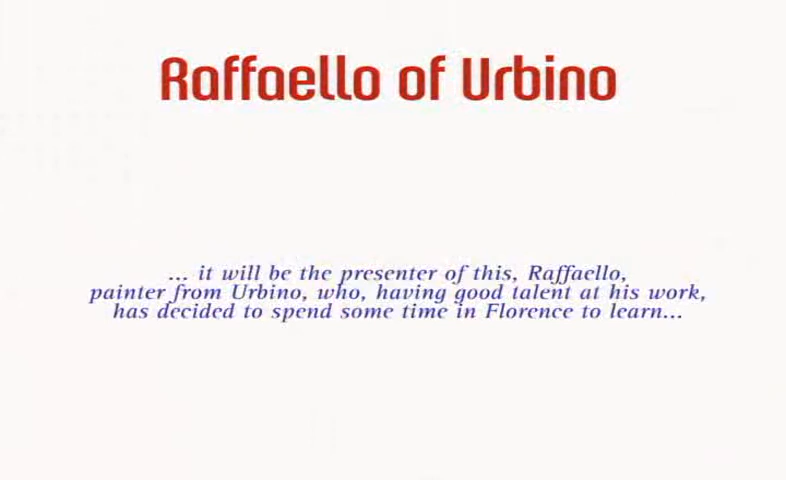 Raffaello of Urbino
... it will be the presenter of this, Raffaello,
painter from Urbino, who, having good talent at his work,
has decided to spend some time in Florence to learn...